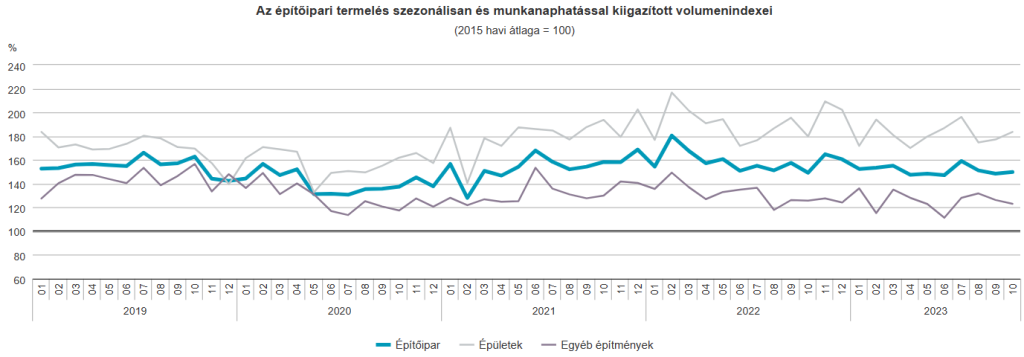 Az építőipari termelés szezonálisan és munkanaphatással kiigazított volumenindexei
(2015 havi átlaga = 100)
%
240
220
200
180
160
140
120
100
80
60
01 02 03 04 05 06 07 08 09 10 11 12 01 02 03 04 05 06 07 08 09 10 11 12 01 02 03 04 05 06 07 08 09 10 11 12 01 02 03 04 05 06 07 08 09 10 11 12 01 02 03 04 05 06 07 08 09 10
2019 2020 2021 2022 2023
Építőipar Épületek Egyéb építmények